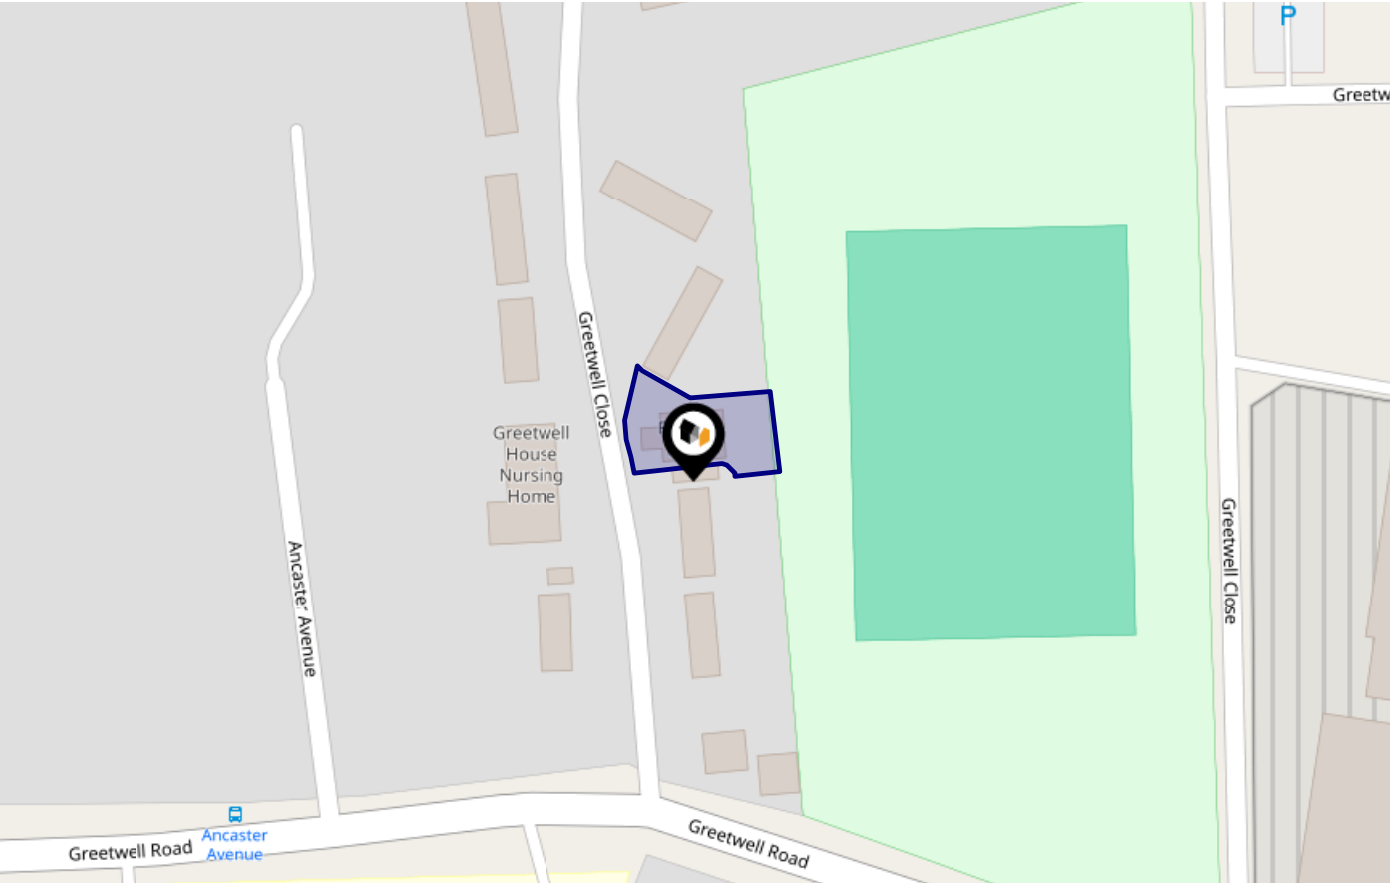 P
Greetw
Greetwell Close
Greetwell
House
Nursing
Home
Greetwell Close
Ancaster Avenue
Ancaster
Avenue
Greetwell Road
Greetwell Road